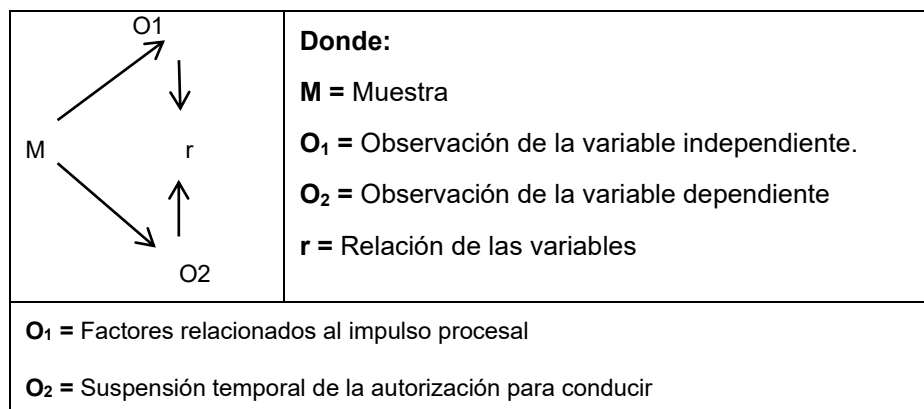 O1
M
r
O2
Donde:
M = Muestra
O₁ = Observación de la variable independiente.
O₂ = Observación de la variable dependiente
r = Relación de las variables
O₁ = Factores relacionados al impulso procesal
O₂ = Suspensión temporal de la autorización para conducir